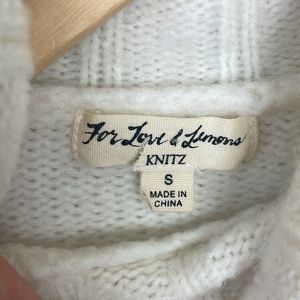 For Love & Lemons
KNITZ
S
MADE IN
CHINA